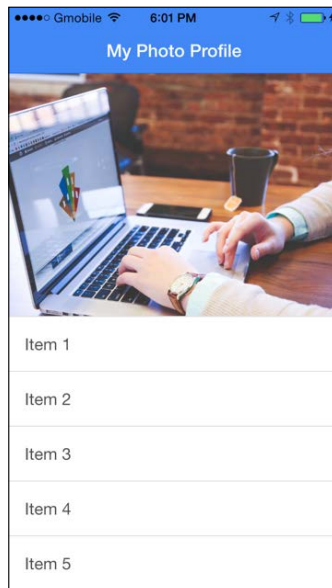 Gmobile 6:01 PM
My Photo Profile
Item 1
Item 2
Item 3
Item 4
Item 5